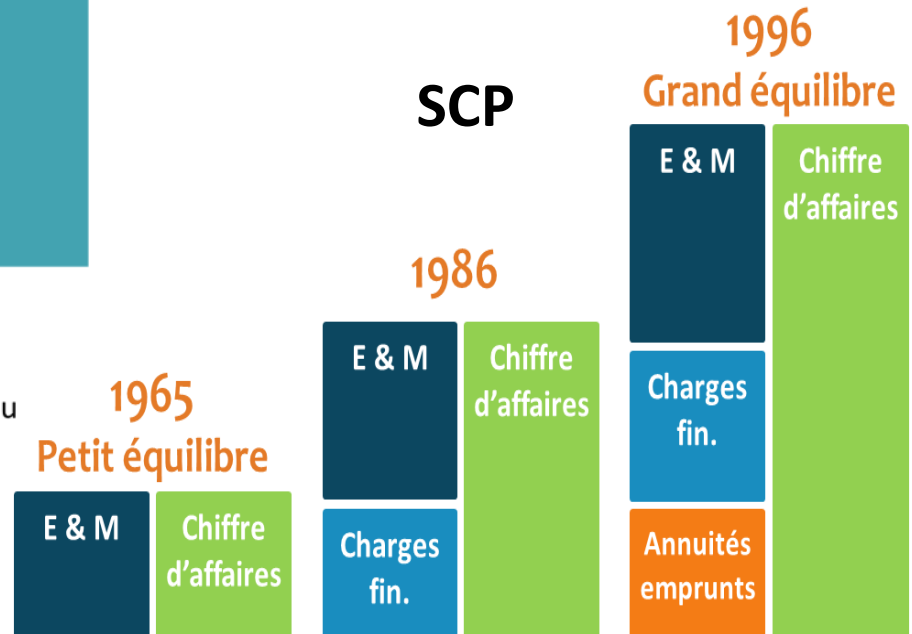 SCP
u
1965
Petit équilibre
E & M
Chiffre
d'affaires
1986
E & M
Chiffre
d'affaires
Charges
fin.
1996
Grand équilibre
E & M
Chiffre
d'affaires
Charges
fin.
Annuités
emprunts